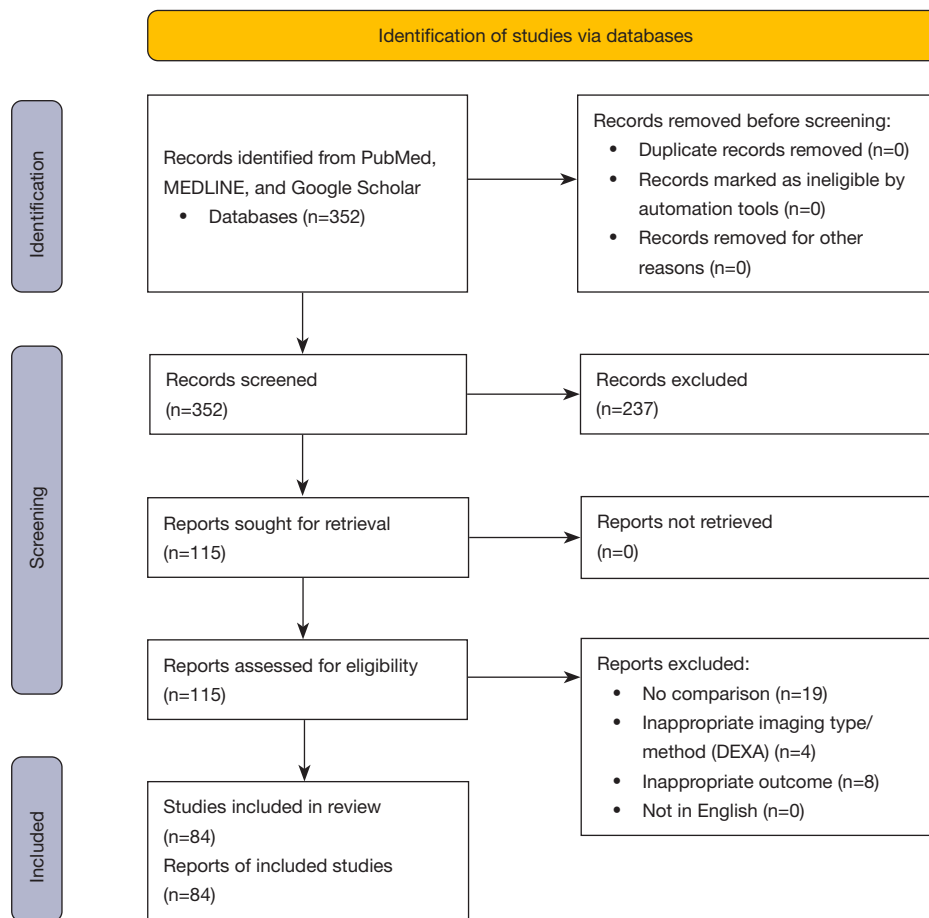 Identification of studies via databases
Identification
Records identified from PubMed,
MEDLINE, and Google Scholar
• Databases (n=352)
Records removed before screening:
• Duplicate records removed (n=0)
• Records marked as ineligible by
automation tools (n=0)
• Records removed for other
reasons (n=0)
Screening
Records screened
(n=352)
Records excluded
(n=237)
Reports sought for retrieval
(n=115)
Reports not retrieved
(n=0)
Reports assessed for eligibility
(n=115)
Reports excluded:
• No comparison (n=19)
• Inappropriate imaging type/
method (DEXA) (n=4)
• Inappropriate outcome (n=8)
• Not in English (n=0)
Included
Studies included in review
(n=84)
Reports of included studies
(n=84)